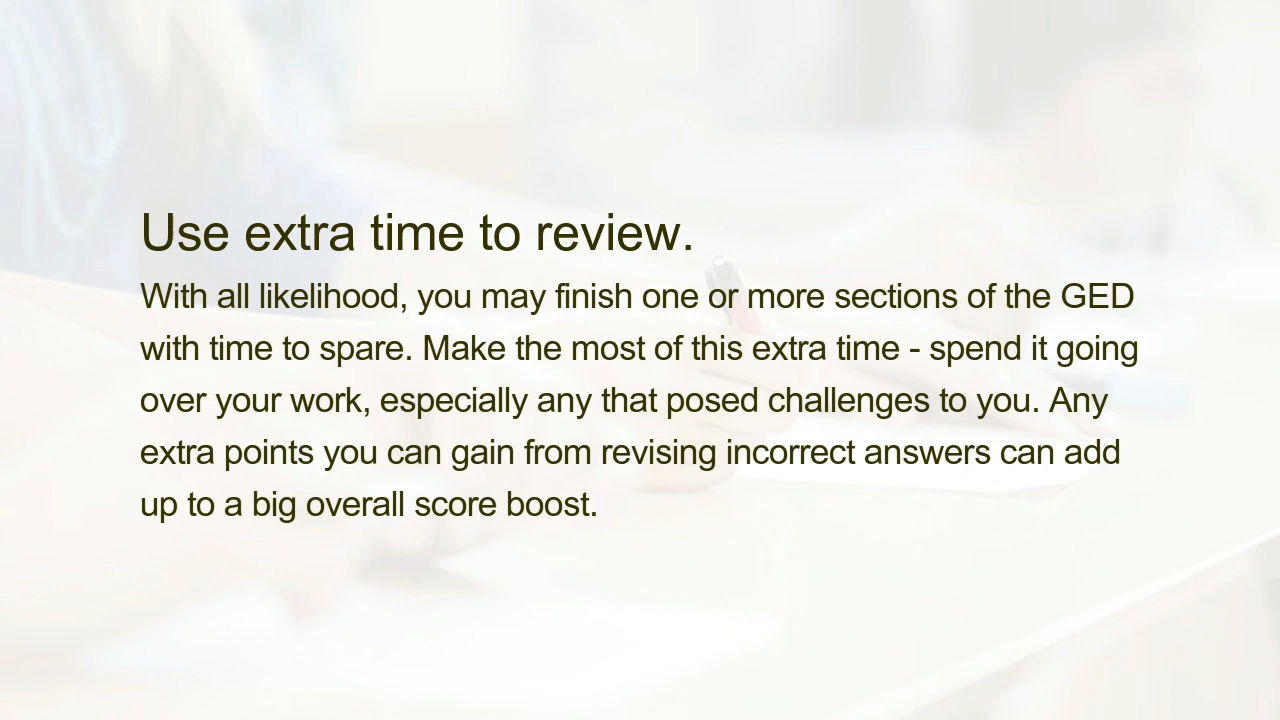 Use extra time to review.
With all likelihood, you may finish one or more sections of the GED
with time to spare. Make the most of this extra time - spend it going
over your work, especially any that posed challenges to you. Any
extra points you can gain from revising incorrect answers can add
up to a big overall score boost.